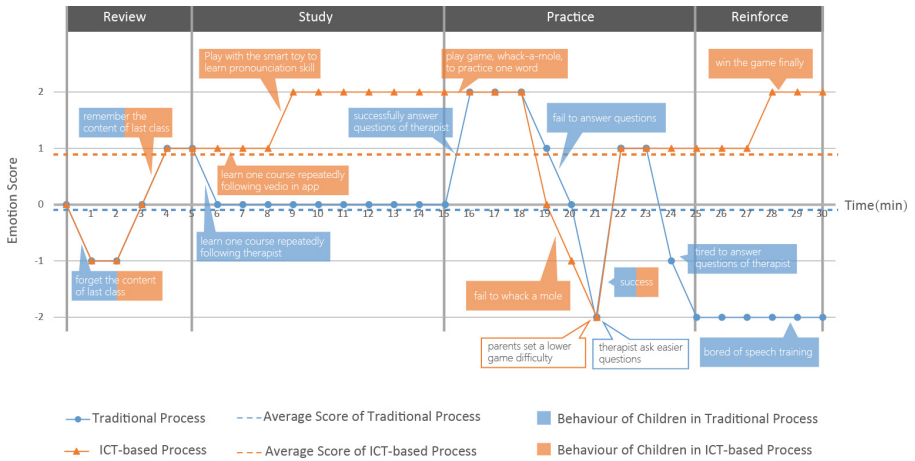 Review Study Practice Reinforce
Play with the smart toy to
learn pronounciation skill
play game, whack-a-mole,
to practice one word
win the game finally
remember the
content of last class
successfully answer
questions of therapist
fail to answer questions
learn one course repeatedly
following vedio in app
learn one course repeatedly
following therapist
forget the content
of last class
fail to whack a mole
success
tired to answer
questions of therapist
parents set a lower
game difficulty
therapist ask easier
questions
bored of speech training
Emotion Score
2
1
0
-1
-2
1 2 3 4 5 6 7 8 9 10 11 12 13 14 15 16 17 18 19 20 21 22 23 24 25 26 27 28 29 30
Time(min)
Traditional Process
Average Score of Traditional Process
Behaviour of Children in Traditional Process
ICT-based Process
Average Score of ICT-based Process
Behaviour of Children in ICT-based Process